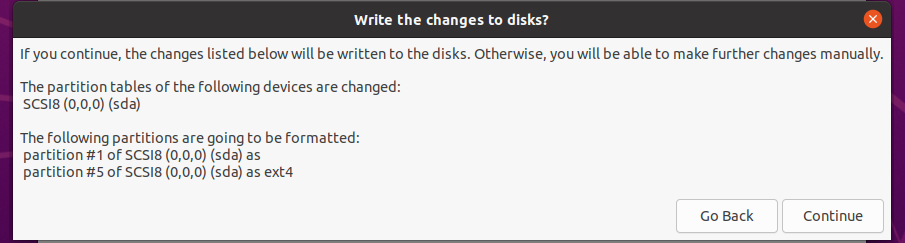 Write the changes to disks?
If you continue, the changes listed below will be written to the disks. Otherwise, you will be able to make further changes manually.
The partition tables of the following devices are changed:
SCSI8 (0,0,0) (sda)
The following partitions are going to be formatted:
partition #1 of SCSI8 (0,0,0) (sda) as
partition #5 of SCSI8 (0,0,0) (sda) as ext4
Go Back
Continue